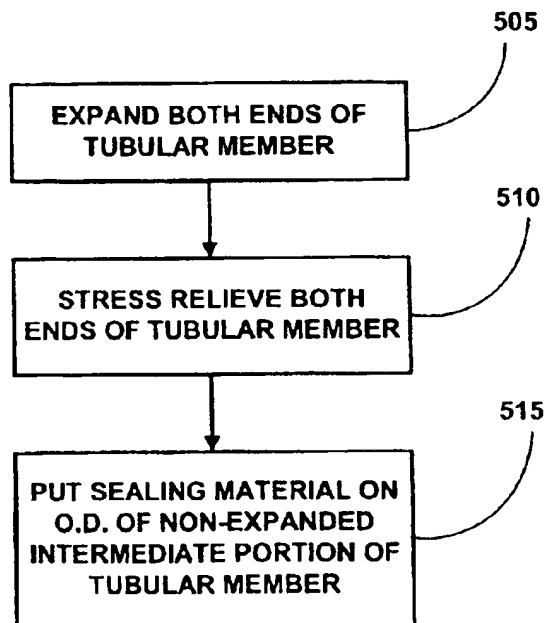 505
EXPAND BOTH ENDS OF
TUBULAR MEMBER
510
STRESS RELIEVE BOTH
ENDS OF TUBULAR MEMBER
515
PUT SEALING MATERIAL ON
O.D. OF NON-EXPANDED
INTERMEDIATE PORTION OF
TUBULAR MEMBER